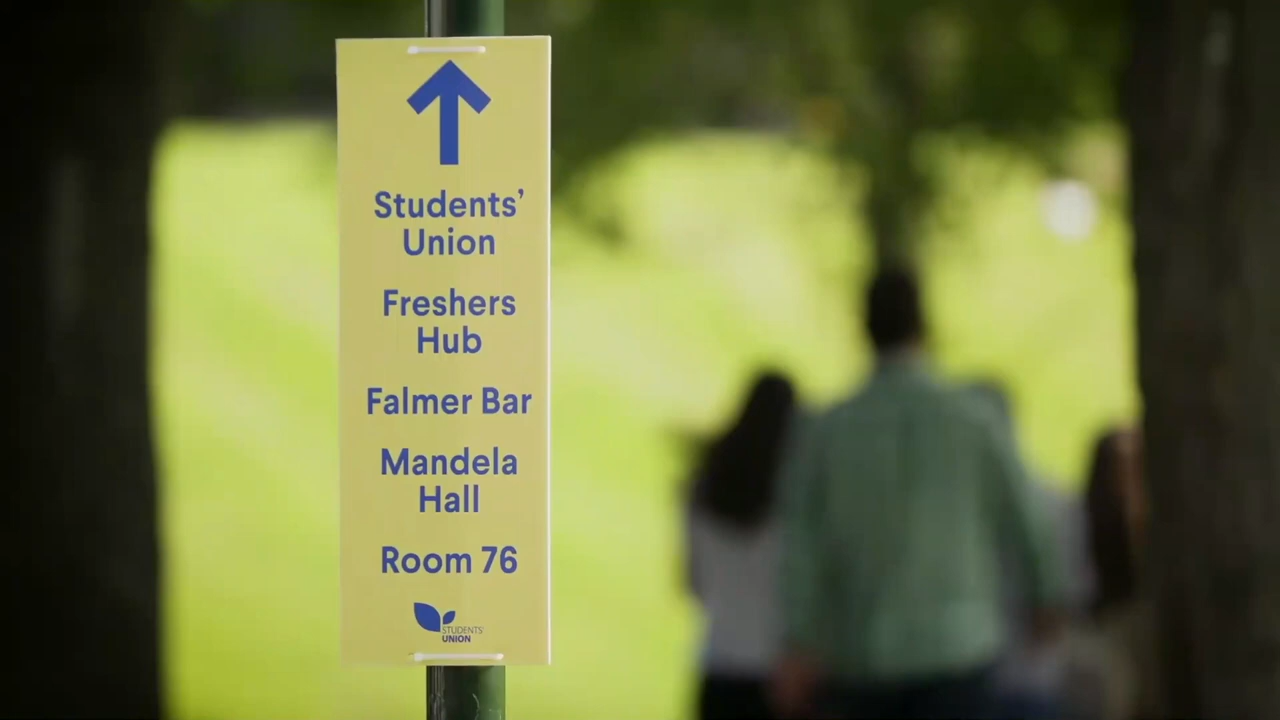 Students’
Union
Freshers
Hub
Falmer Bar
Mandela
Hall
Room 76
STUDENTS'
UNION